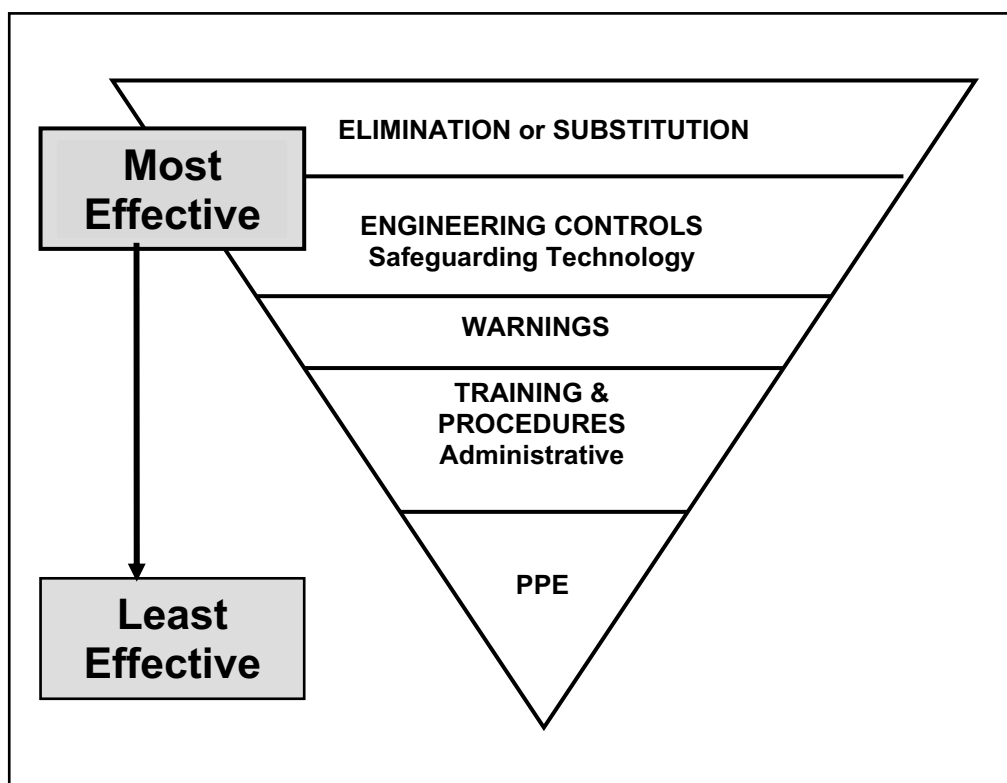 ELIMINATION or SUBSTITUTION
Most
Effective
ENGINEERING CONTROLS
Safeguarding Technology
WARNINGS
TRAINING &
PROCEDURES
Administrative
PPE
Least
Effective